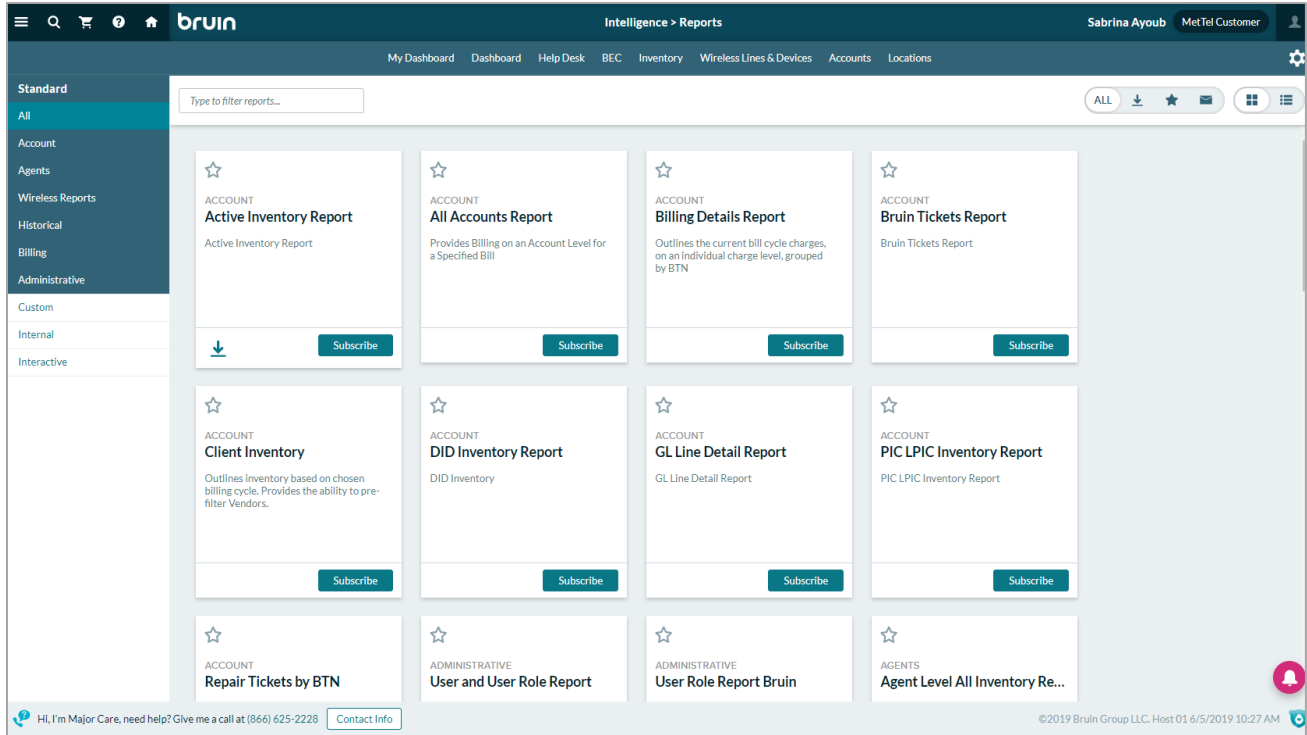 bruin
Intelligence > Reports
Sabrina Ayoub
MetTel Customer
My Dashboard
Dashboard
Help Desk
BEC
Inventory
Wireless Lines & Devices
Accounts
Locations
Standard
All
Account
Agents
Wireless Reports
Historical
Billing
Administrative
Custom
Internal
Interactive
Type to filter reports...
ALL
ACCOUNT
Active Inventory Report
Active Inventory Report
Subscribe
ACCOUNT
All Accounts Report
Provides Billing on an Account Level for
a Specified Bill
Subscribe
ACCOUNT
Billing Details Report
Outlines the current bill cycle charges,
on an individual charge level, grouped
by BTN
Subscribe
ACCOUNT
Bruin Tickets Report
Bruin Tickets Report
Subscribe
ACCOUNT
Client Inventory
Outlines inventory based on chosen
billing cycle. Provides the ability to pre-
filter Vendors.
Subscribe
ACCOUNT
DID Inventory Report
DID Inventory
Subscribe
ACCOUNT
GL Line Detail Report
GL Line Detail Report
Subscribe
ACCOUNT
PIC LPIC Inventory Report
PIC LPIC Inventory Report
Subscribe
ACCOUNT
Repair Tickets by BTN
ADMINISTRATIVE
User and User Role Report
ADMINISTRATIVE
User Role Report Bruin
AGENTS
Agent Level All Inventory Re...
Hi, I'm Major Care, need help? Give me a call at (866) 625-2228
Contact Info
©2019 Bruin Group LLC. Host 01 6/5/2019 10:27 AM